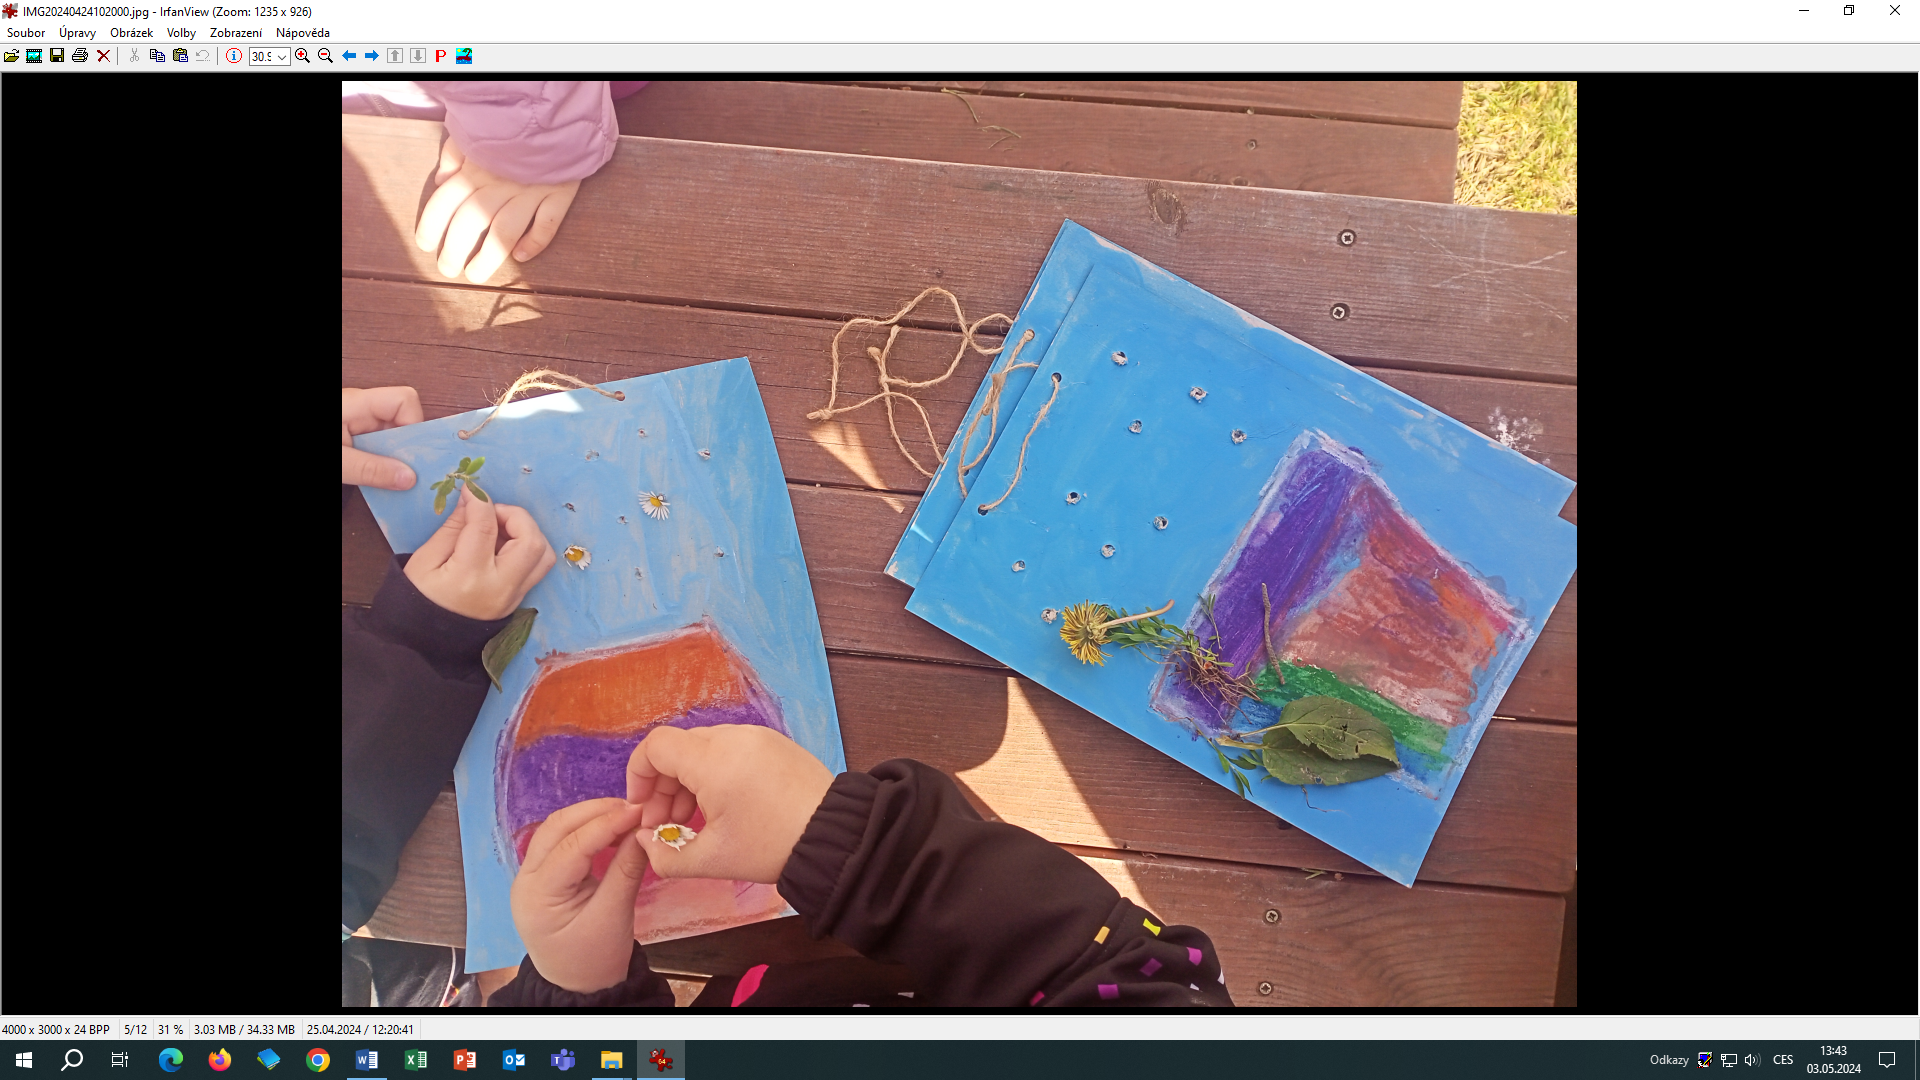 IMG20240424102000.jpg - IrfanView (Zoom: 1235 x 926)
Soubor Úpravy Obrázek Volby Zobrazení Nápověda
30.9
4000 x 3000 x 24 BPP 5/12 31 % 3.03 MB / 34.33 MB 25.04.2024 / 12:20:41
Odkazy CES 13:43
03.05.2024